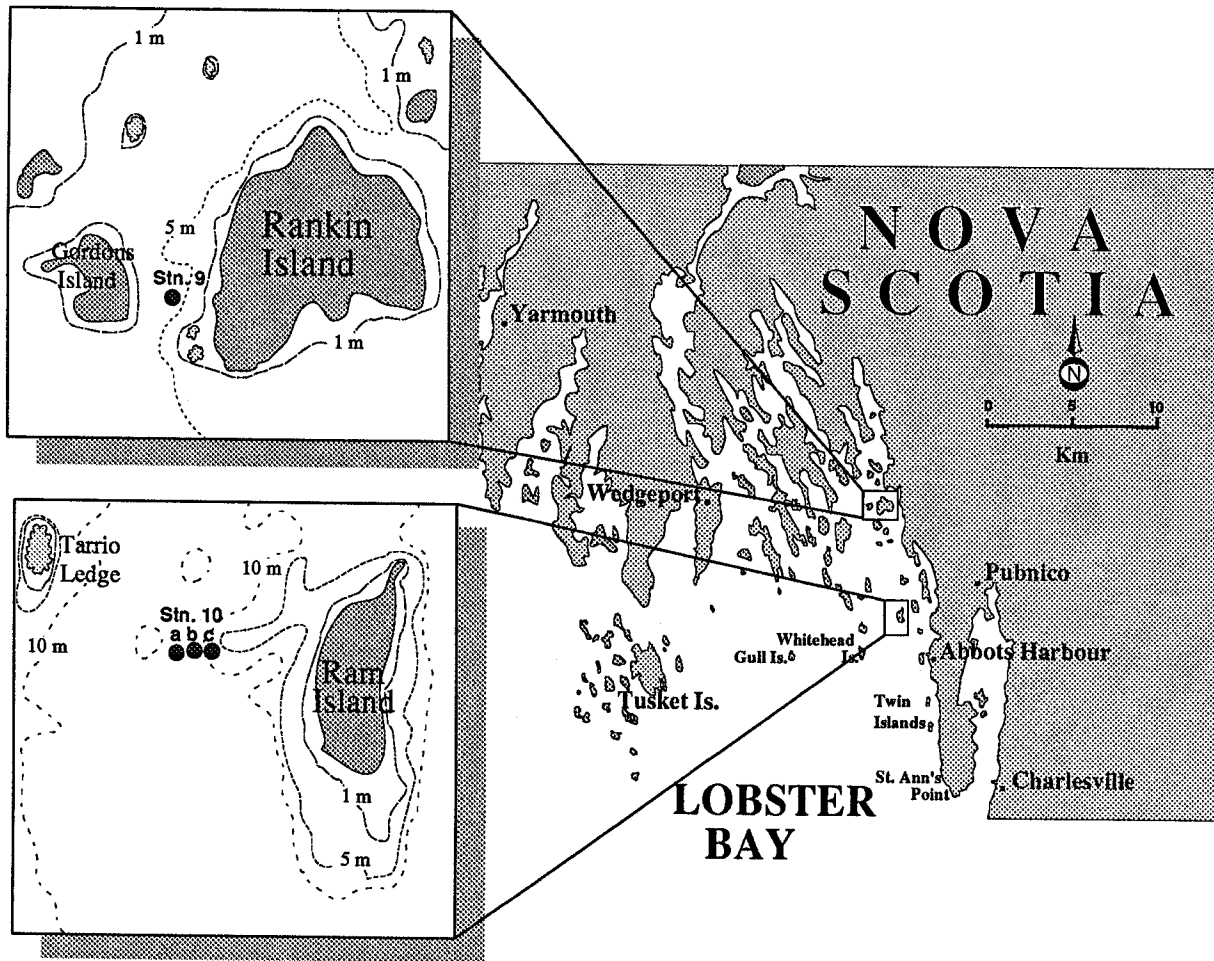 1 m
1 m
5 m
Rankin
Island
Gordons
Island
Stn. 9
1 m
NOVA
SCOTIA
N
0 5 10
Km
Yarmouth
Wedgeport
Pubnico
Whitehead
Is.
Gull Is.
Abbots Harbour
Tusket Is.
Twin
Islands
St. Ann's
Point
Charlesville
LOBSTER
BAY
Tarrio
Ledge
10 m
10 m
Stn. 10
a b c
Ram
Island
1 m
5 m